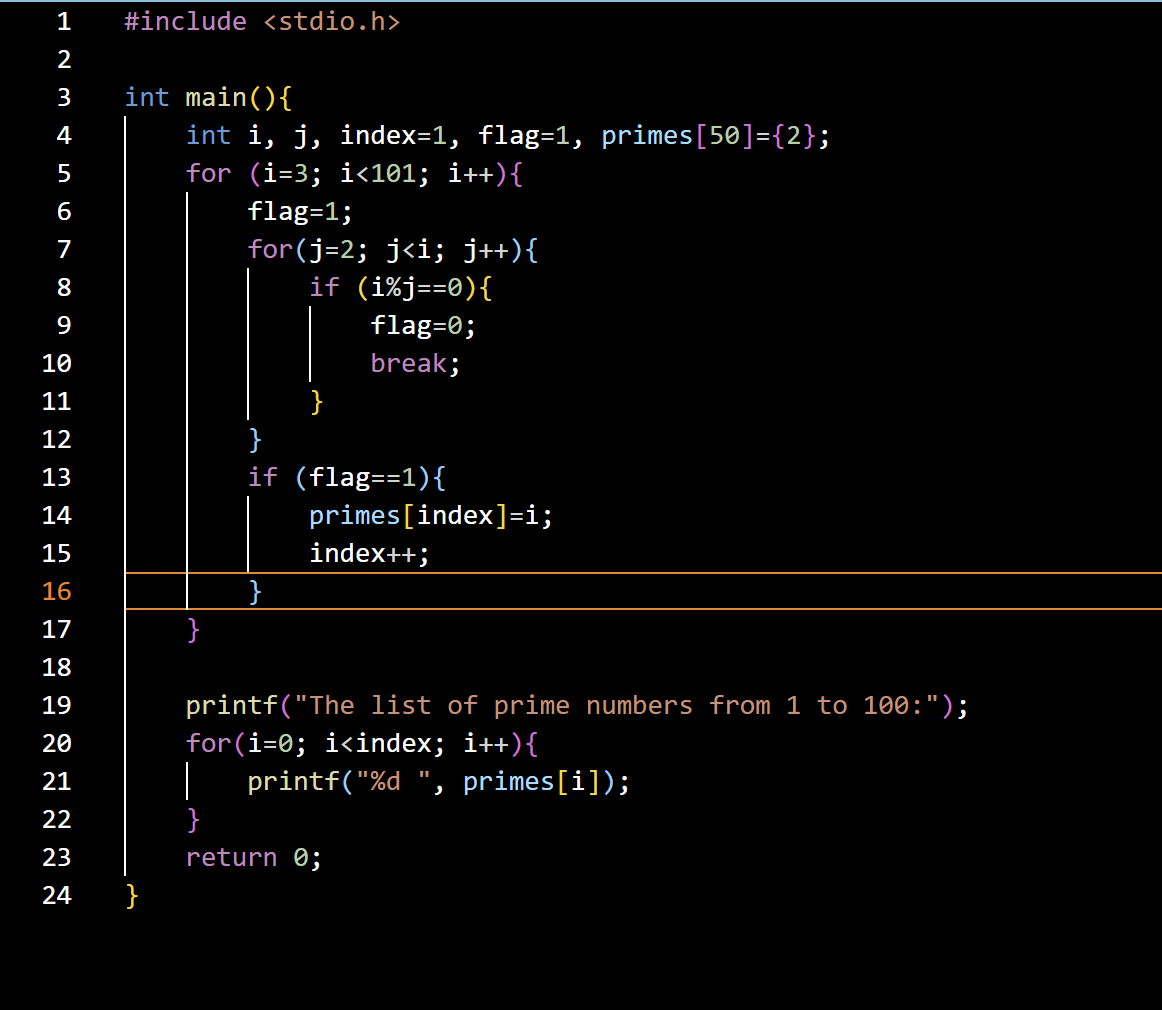 1 #include <stdio.h>
2
3 int main(){
4     int i, j, index=1, flag=1, primes[50]={2};
5     for (i=3; i<101; i++){
6         flag=1;
7         for(j=2; j<i; j++){
8             if (i%j==0){
9                 flag=0;
10                 break;
11             }
12         }
13         if (flag==1){
14             primes[index]=i;
15             index++;
16         }
17     }
18
19     printf("The list of prime numbers from 1 to 100:");
20     for(i=0; i<index; i++){
21         printf("%d ", primes[i]);
22     }
23     return 0;
24 }